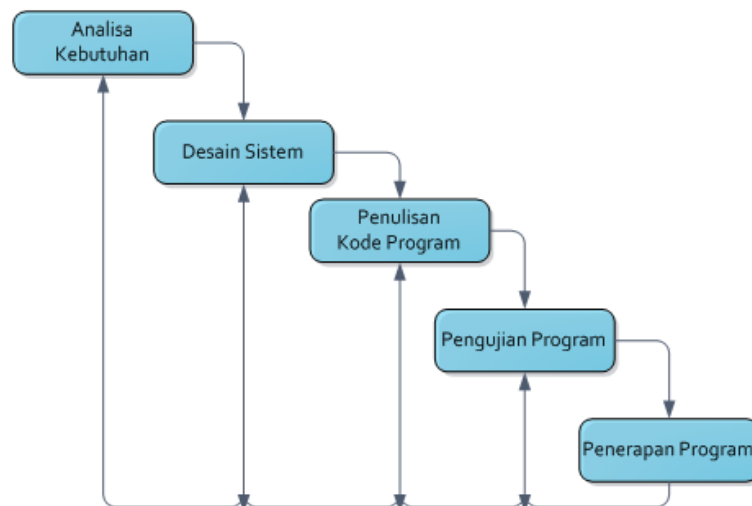 Analisa
Kebutuhan
Desain Sistem
Penulisan
Kode Program
Pengujian Program
Penerapan Program